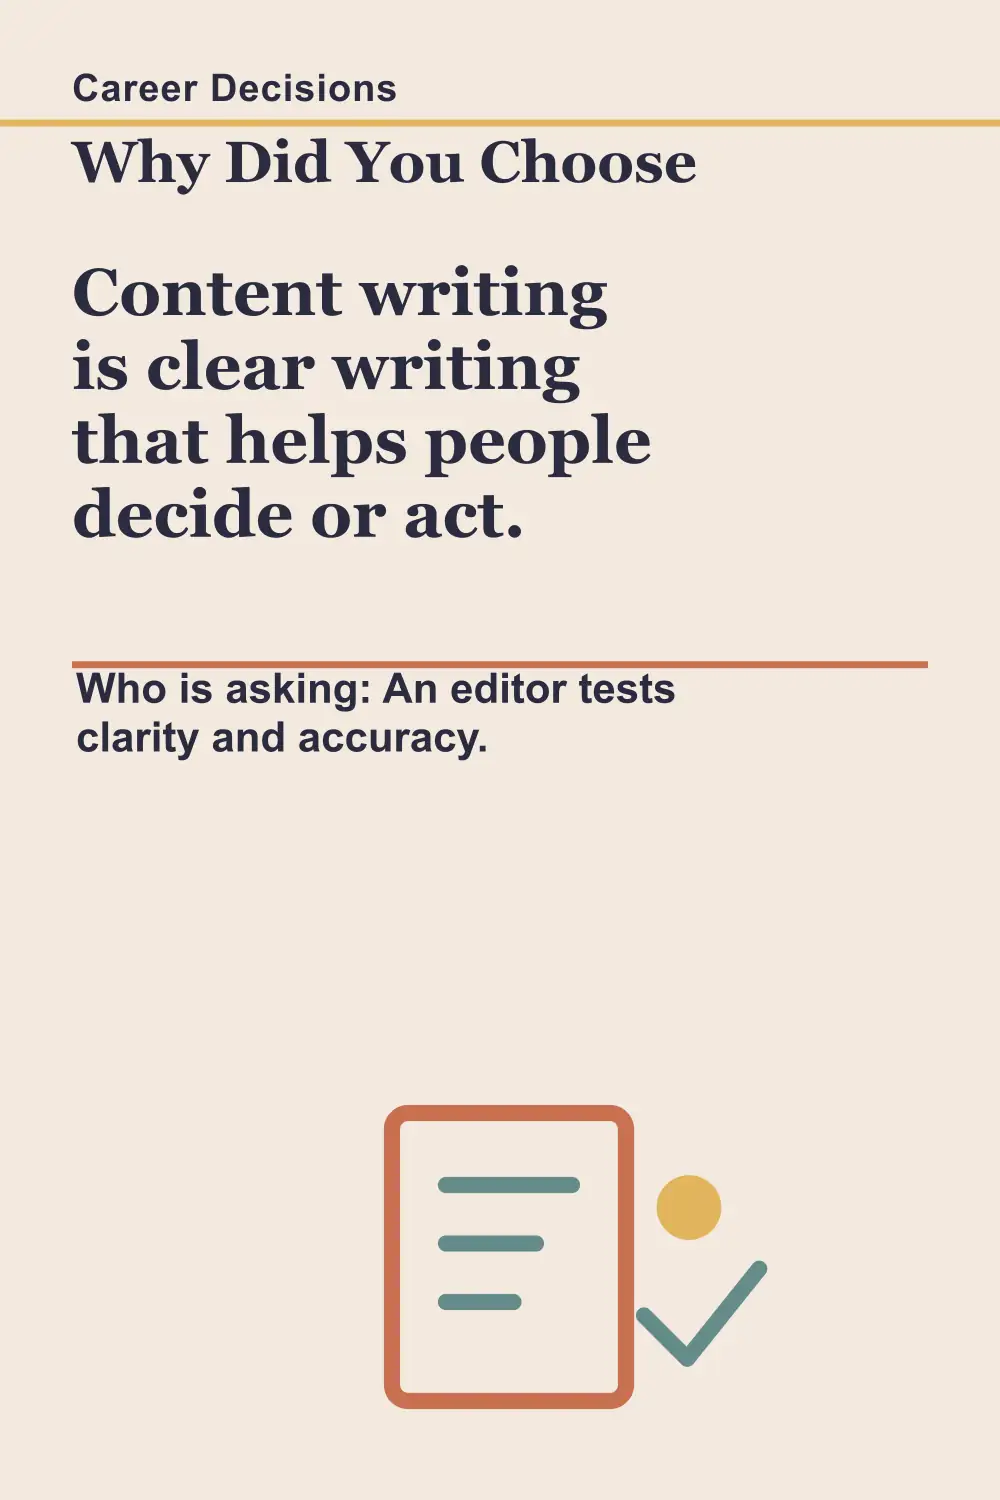 Career Decisions
Why Did You Choose
Content writing
is clear writing
that helps people
decide or act.
Who is asking: An editor tests
clarity and accuracy.